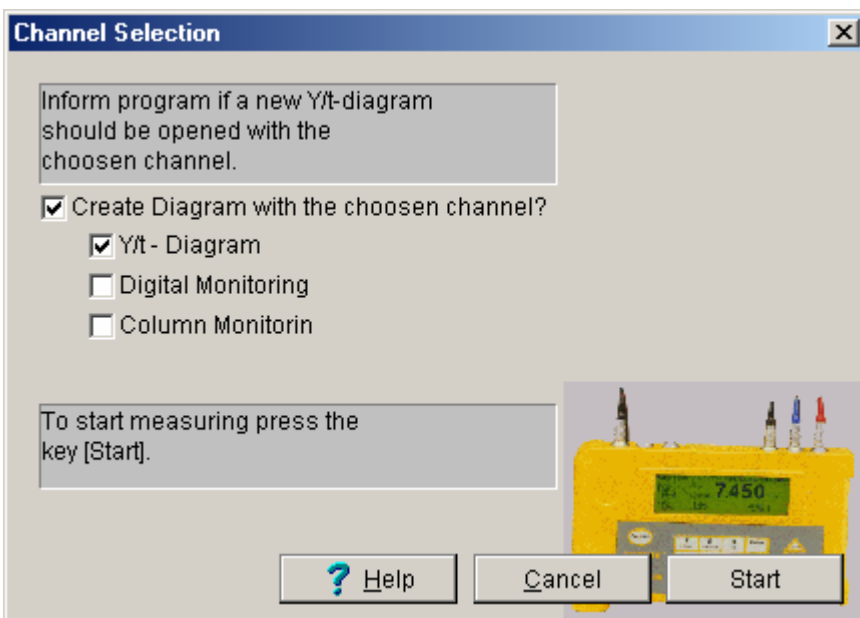 Channel Selection
Inform program if a new Y/t-diagram
should be opened with the
choosen channel.
Create Diagram with the choosen channel?
Y/t - Diagram
Digital Monitoring
Column Monitorin
To start measuring press the
key [Start].
7.450
? Help
Cancel
Start